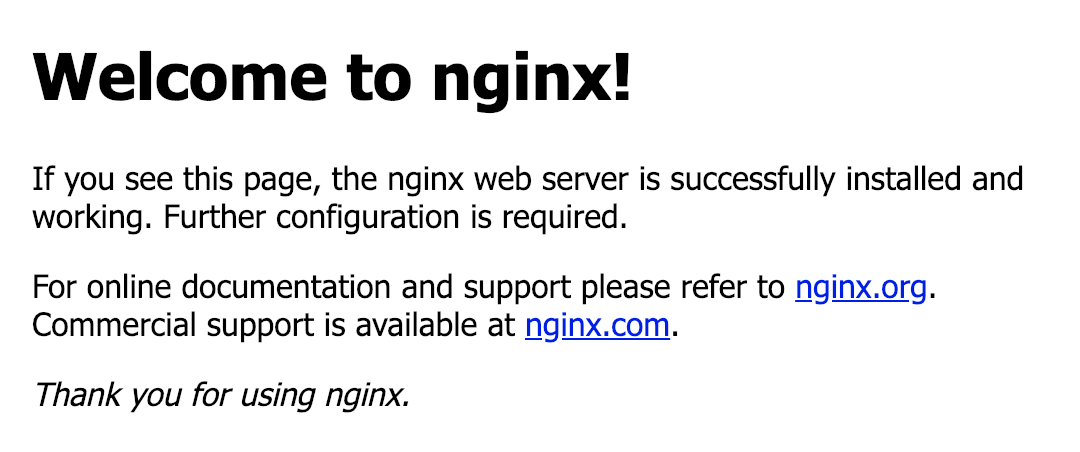 Welcome to nginx!
If you see this page, the nginx web server is successfully installed and
working. Further configuration is required.
For online documentation and support please refer to nginx.org.
Commercial support is available at nginx.com.
Thank you for using nginx.